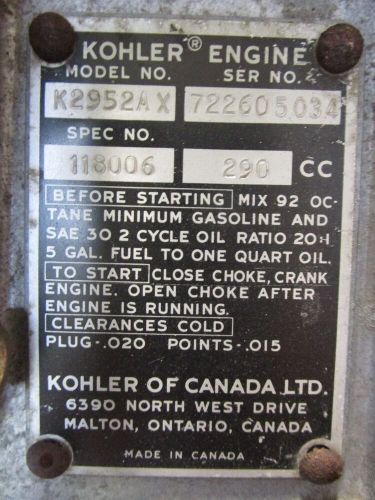 KOHLER® ENGINE
MODEL NO. SER NO.
K2952AX 722605034
SPEC NO.
118006 290 CC
BEFORE STARTING MIX 92 OC-
TANE MINIMUM GASOLINE AND
SAE 30 2 CYCLE OIL RATIO 20:1
5 GAL. FUEL TO ONE QUART OIL.
TO START CLOSE CHOKE, CRANK
ENGINE. OPEN CHOKE AFTER
ENGINE IS RUNNING.
CLEARANCES COLD
PLUG-.020 POINTS-.015
KOHLER OF CANADA LTD.
6390 NORTH WEST DRIVE
MALTON, ONTARIO, CANADA
MADE IN CANADA